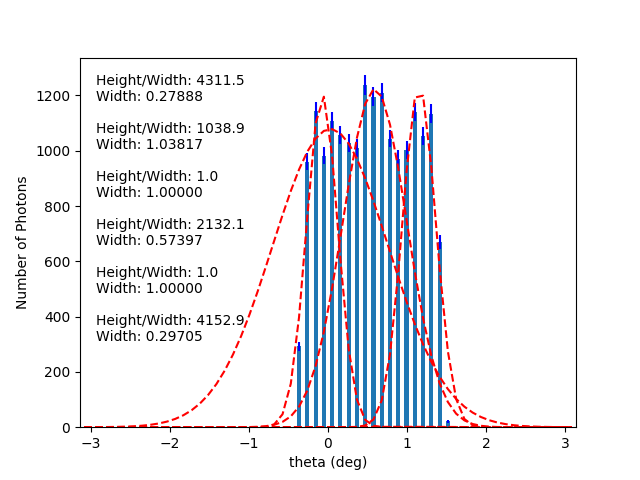 Height/Width: 4311.5
Width: 0.27888
Height/Width: 1038.9
Width: 1.03817
Height/Width: 1.0
Width: 1.00000
Height/Width: 2132.1
Width: 0.57397
Height/Width: 1.0
Width: 1.00000
Height/Width: 4152.9
Width: 0.29705
Number of Photons
1200
1000
800
600
400
200
0
−3
−2
−1
0
1
2
3
theta (deg)